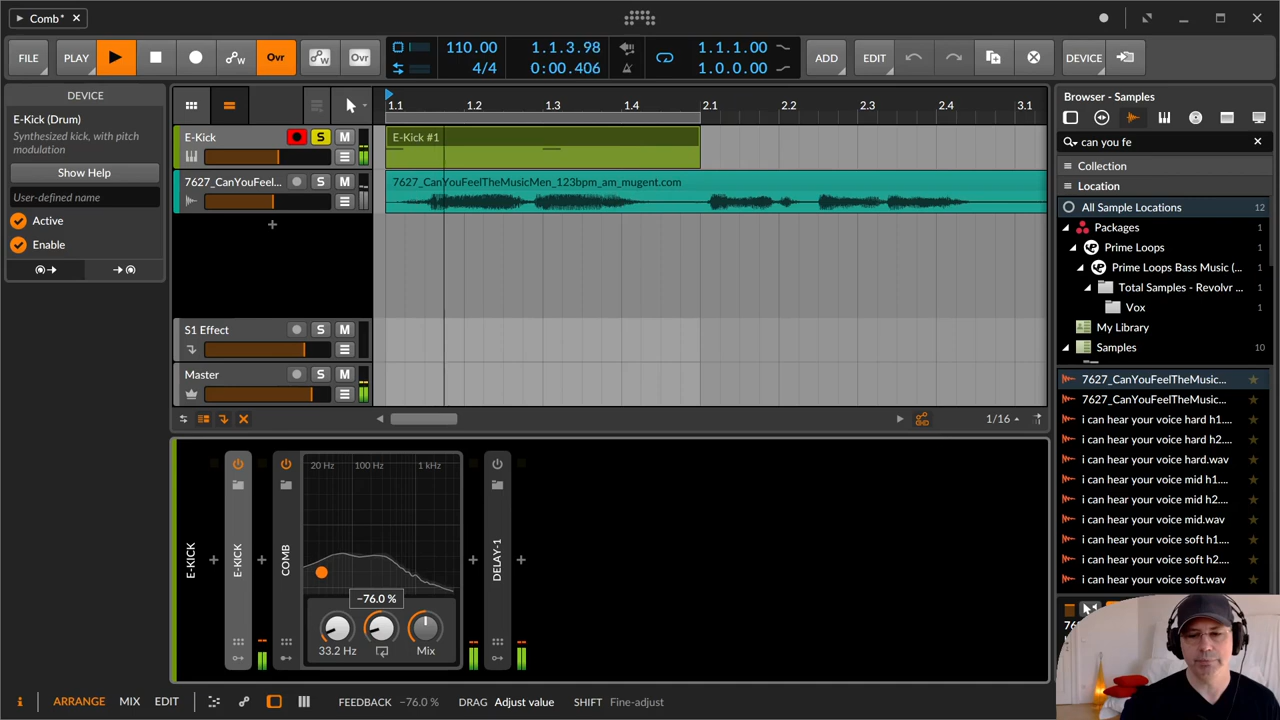 Comb*
FILE
PLAY
Ovr
110.00
4/4
1.1.3.98
0:00.406
1.1.1.00
1.0.0.00
Ovr
ADD
EDIT
DEVICE
DEVICE
E-Kick (Drum)
Synthesized kick, with pitch
modulation
Show Help
User-defined name
Active
Enable
1.1
1.2
1.3
1.4
2.1
2.2
2.3
2.4
3.1
E-Kick
S
M
E-Kick #1
7627_CanYouFeel...
S
M
7627_CanYouFeelTheMusicMen_123bpm_am_mugent.com
S1 Effect
S
M
Master
S
M
1/16
Browser - Samples
can you fe
Collection
Location
All Sample Locations
12
Packages
1
Prime Loops
1
Prime Loops Bass Music (...
1
Total Samples - Revolvr ...
1
Vox
1
My Library
Samples
10
7627_CanYouFeelTheMusic...
7627_CanYouFeelTheMusic...
i can hear your voice hard h1....
i can hear your voice hard h2....
i can hear your voice hard.wav
i can hear your voice mid h1....
i can hear your voice mid h2....
i can hear your voice mid.wav
i can hear your voice soft h1....
i can hear your voice soft h2....
i can hear your voice soft.wav
E-KICK
E-KICK
COMB
20 Hz
100 Hz
1 kHz
−76.0 %
33.2 Hz
Mix
DELAY-1
i
ARRANGE
MIX
EDIT
FEEDBACK
−76.0 %
DRAG
Adjust value
SHIFT
Fine-adjust